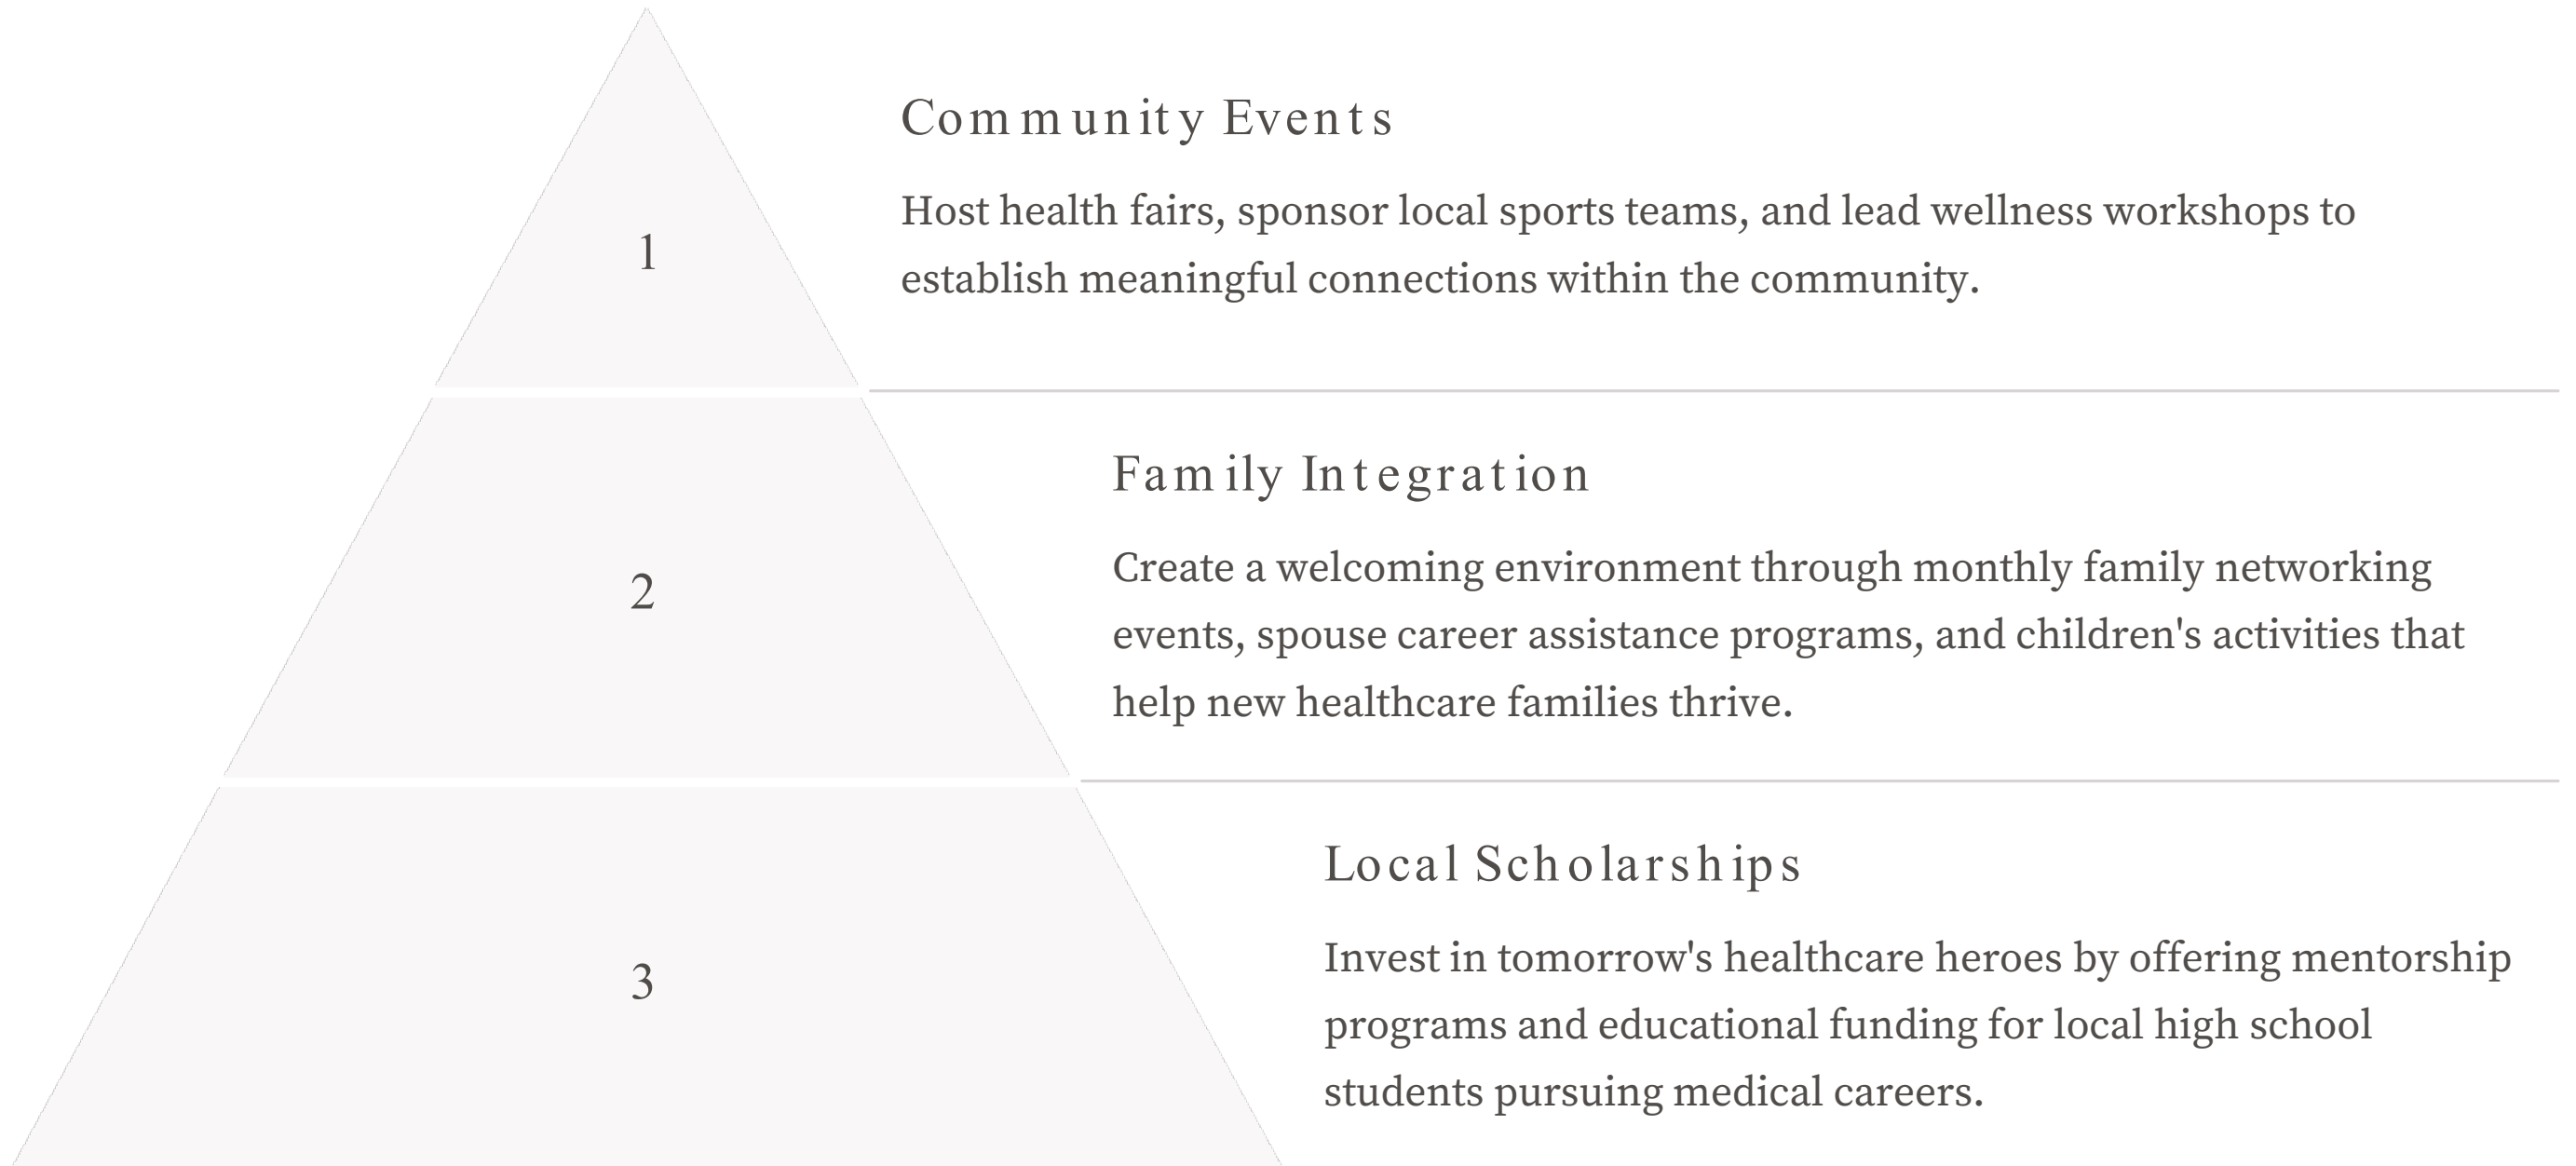 Community Events
Host health fairs, sponsor local sports teams, and lead wellness workshops to
establish meaningful connections within the community.
1
Family Integration
Create a welcoming environment through monthly family networking
events, spouse career assistance programs, and children's activities that
help new healthcare families thrive.
2
Local Scholarships
Invest in tomorrow's healthcare heroes by offering mentorship
programs and educational funding for local high school
students pursuing medical careers.
3